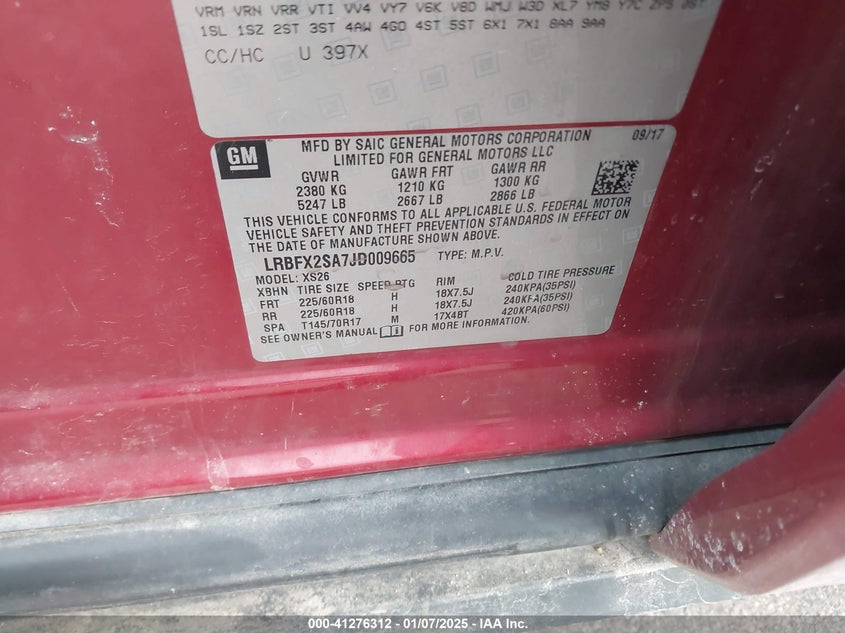 VRM VRN VRR VTI VV4 VY7 V6K V8D WMJ W3D XL7 YM8 Y7C ZPS 0ST
1SL 1SZ 2ST 3ST 4AW 4GO 4ST 5ST 6X1 7X1 8AA 9AA
CC/HC U 397X
GM
MFD BY SAIC GENERAL MOTORS CORPORATION 09/17
LIMITED FOR GENERAL MOTORS LLC
GVWR GAWR FRT GAWR RR
2380 KG 1210 KG 1300 KG
5247 LB 2667 LB 2866 LB
THIS VEHICLE CONFORMS TO ALL APPLICABLE U.S. FEDERAL MOTOR
VEHICLE SAFETY AND THEFT PREVENTION STANDARDS IN EFFECT ON
THE DATE OF MANUFACTURE SHOWN ABOVE.
LRBFX2SA7JD009665 TYPE: M.P.V.
MODEL: XS26
XBHN TIRE SIZE SPEED RTG RIM COLD TIRE PRESSURE
FRT 225/60R18 H 18X7.5J 240KPA(35PSI)
RR 225/60R18 H 18X7.5J 240KPA(35PSI)
SPA T145/70R17 M 17X4BT 420KPA(60PSI)
SEE OWNER'S MANUAL FOR MORE INFORMATION.
000-41276312 - 01/07/2025 - IAA Inc.